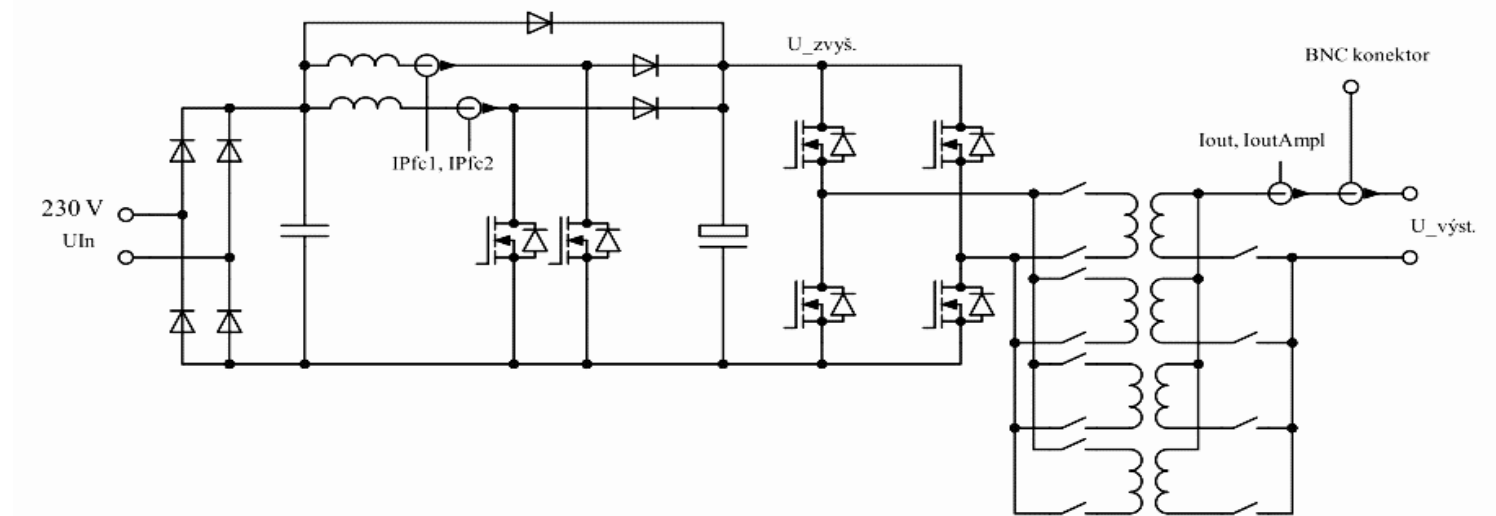 U_zvyš.
BNC konektor
IPfc1, IPfc2
Iout, IoutAmpl
230 V
UIn
U_výst.